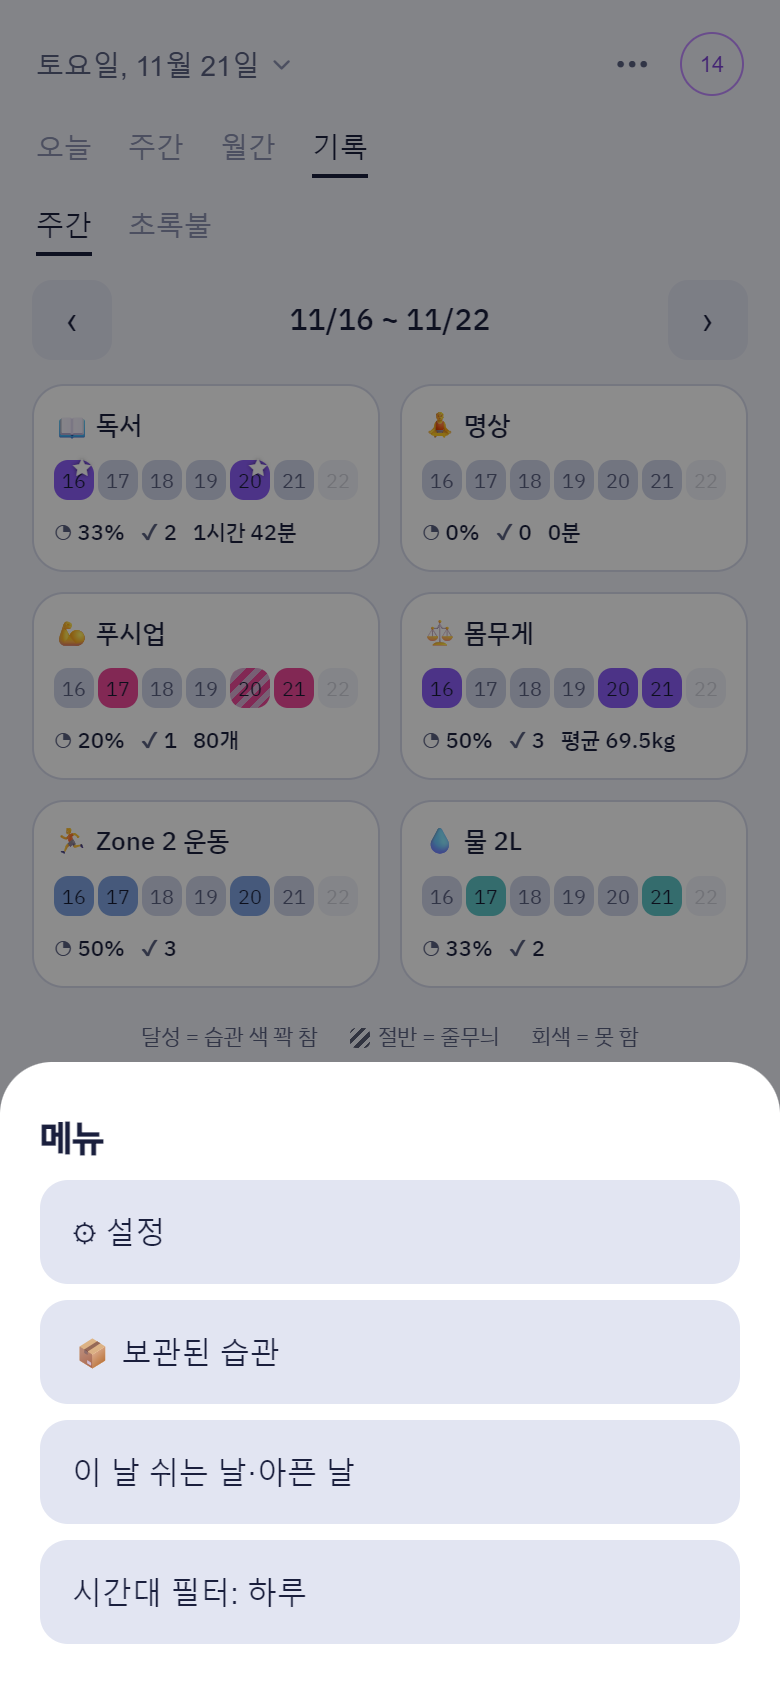 토요일, 11월 21일
14
오늘 주간 월간 기록
주간 초록불
‹ 11/16 ~ 11/22 ›
📖 독서
16 17 18 19 20 21 22
33% ✓ 2 1시간 42분
🧘 명상
16 17 18 19 20 21 22
0% ✓ 0 0분
💪 푸시업
16 17 18 19 20 21 22
20% ✓ 1 80개
⚖️ 몸무게
16 17 18 19 20 21 22
50% ✓ 3 평균 69.5kg
🏃 Zone 2 운동
16 17 18 19 20 21 22
50% ✓ 3
💧 물 2L
16 17 18 19 20 21 22
33% ✓ 2
달성 = 습관 색 꽉 참 절반 = 줄무늬 회색 = 못 함
메뉴
설정
📦 보관된 습관
이 날 쉬는 날·아픈 날
시간대 필터: 하루